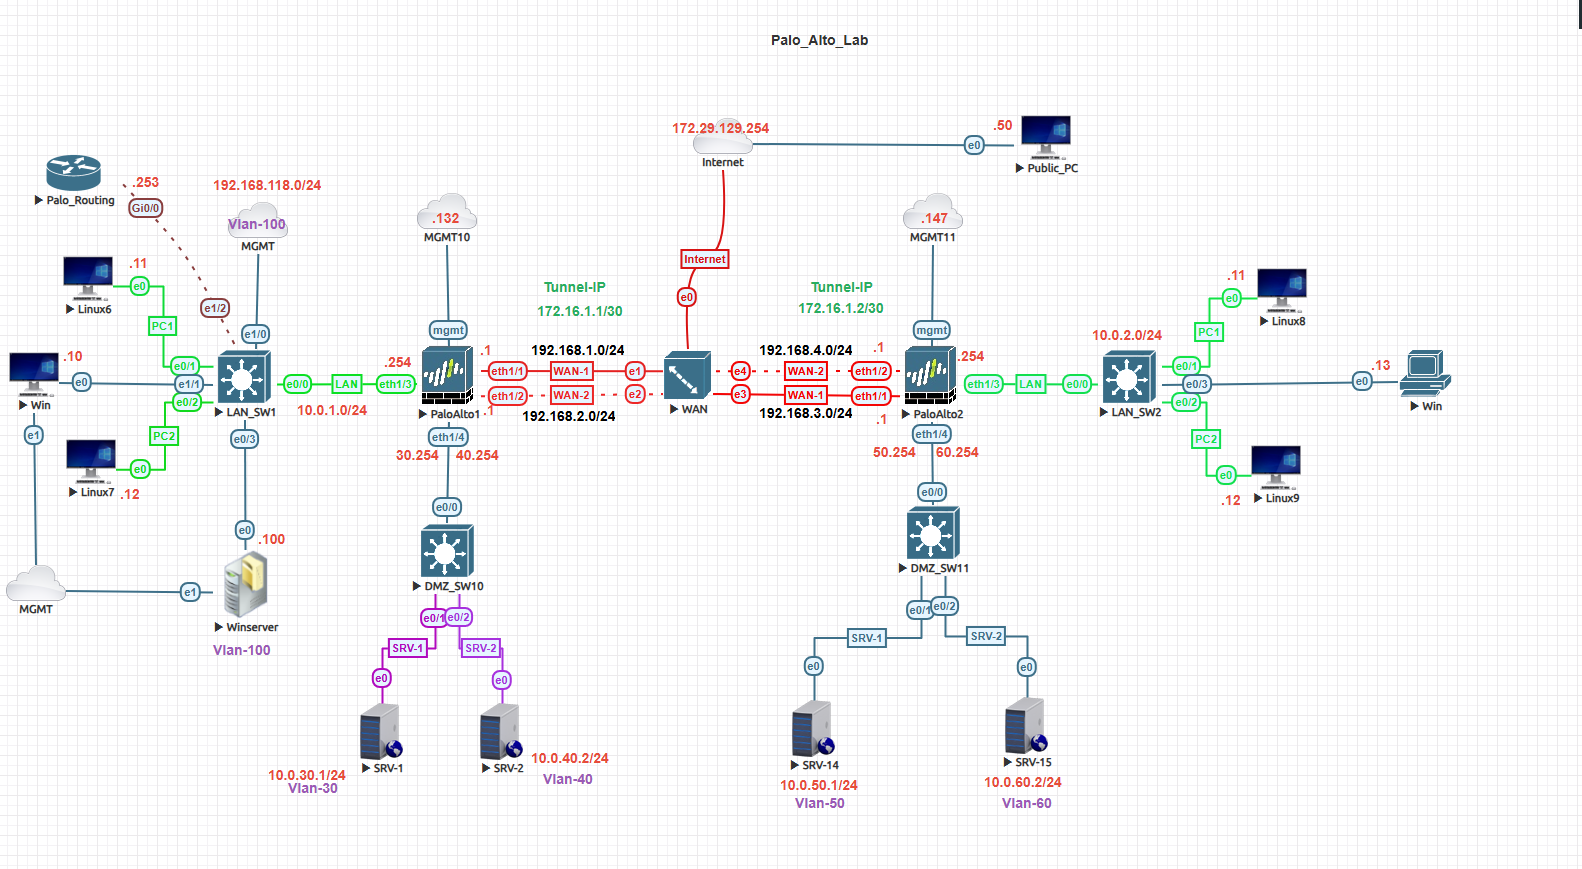 Palo_Alto_Lab
172.29.129.254
Internet
e0
.50
Public_PC
Palo_Routing
.253
Gi0/0
192.168.118.0/24
Vlan-100
MGMT
.132
MGMT10
.147
MGMT11
Internet
e0
Tunnel-IP
172.16.1.1/30
Tunnel-IP
172.16.1.2/30
.11
e0
Linux6
PC1
e1/2
e1/0
mgmt
mgmt
.11
e0
Linux8
PC1
.10
e0
Win
e1
e0/1
e1/1
e0/2
LAN_SW1
e0/0
LAN
eth1/3
10.0.1.0/24
.254
PaloAlto1
.1
eth1/1
WAN-1
e1
192.168.1.0/24
eth1/2
WAN-2
e2
.1
192.168.2.0/24
WAN
192.168.4.0/24
e4
WAN-2
eth1/2
.1
e3
WAN-1
eth1/1
192.168.3.0/24
.1
.254
PaloAlto2
eth1/3
LAN
e0/0
10.0.2.0/24
LAN_SW2
e0/1
e0/3
e0/2
e0
.13
Win
PC2
e0
Linux7
.12
e0/3
eth1/4
30.254
40.254
eth1/4
50.254
60.254
PC2
e0
Linux9
.12
e0
.100
e0/0
e0/0
MGMT
e1
Winserver
Vlan-100
DMZ_SW10
e0/1
e0/2
SRV-1
SRV-2
e0
e0
SRV-1
10.0.30.1/24
Vlan-30
SRV-2
10.0.40.2/24
Vlan-40
DMZ_SW11
e0/1
e0/2
SRV-1
SRV-2
e0
e0
SRV-14
10.0.50.1/24
Vlan-50
SRV-15
10.0.60.2/24
Vlan-60